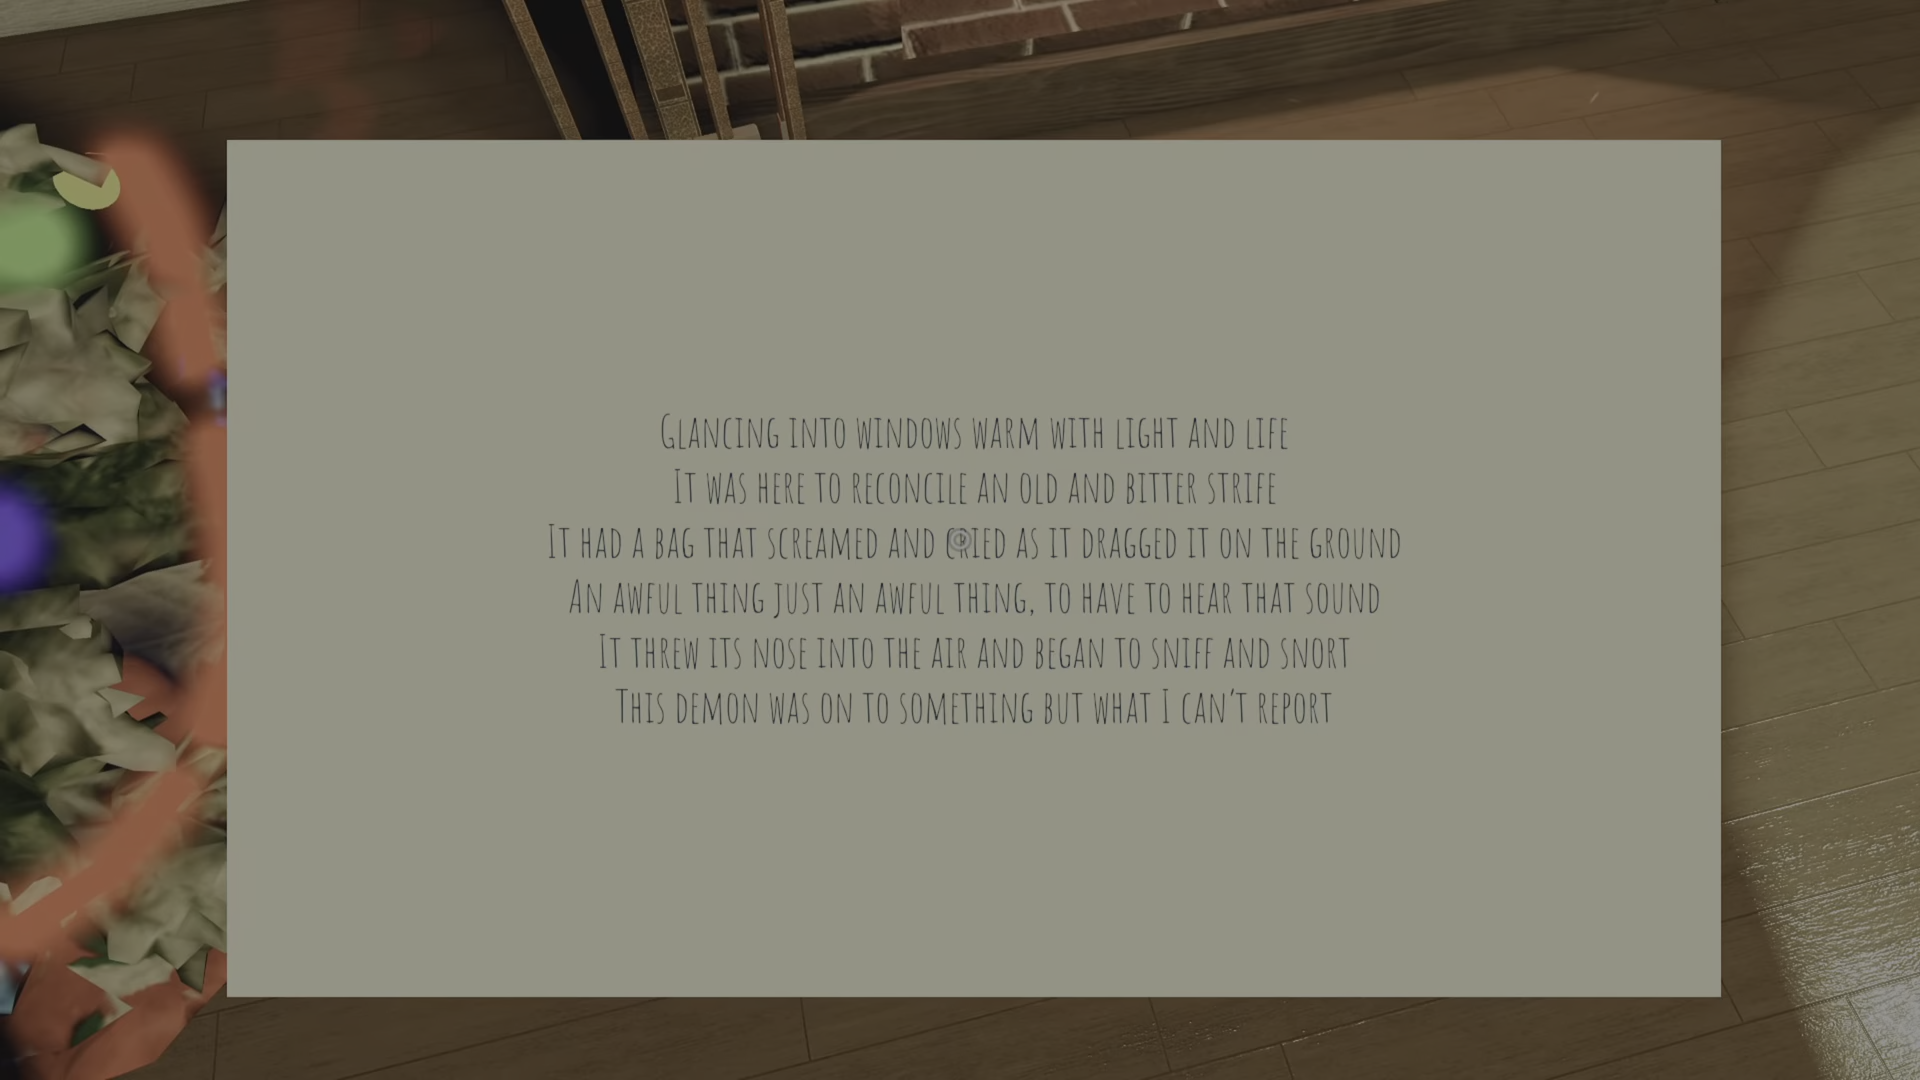 Glancing into windows warm with light and life
It was here to reconcile an old and bitter strife
It had a bag that screamed and cried as it dragged it on the ground
An awful thing just an awful thing, to have to hear that sound
It threw its nose into the air and began to sniff and snort
This demon was on to something but what I can't report